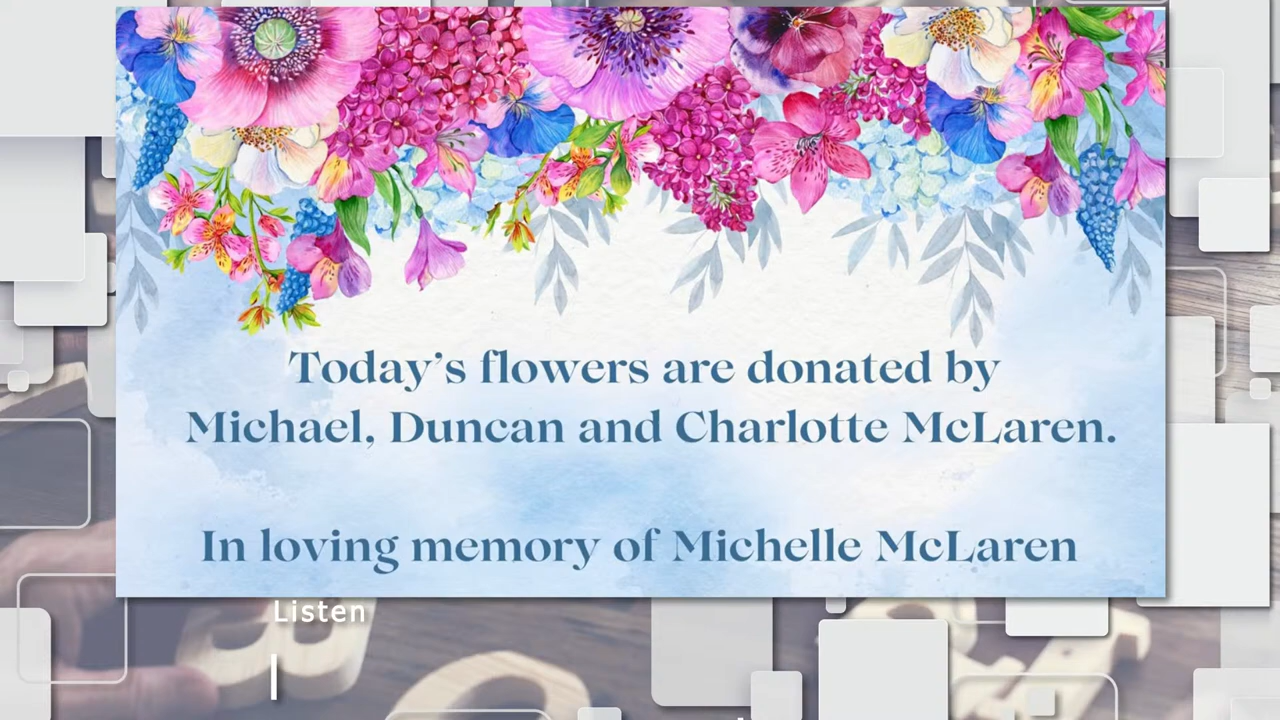 Today’s flowers are donated by
Michael, Duncan and Charlotte McLaren.
In loving memory of Michelle McLaren
Listen